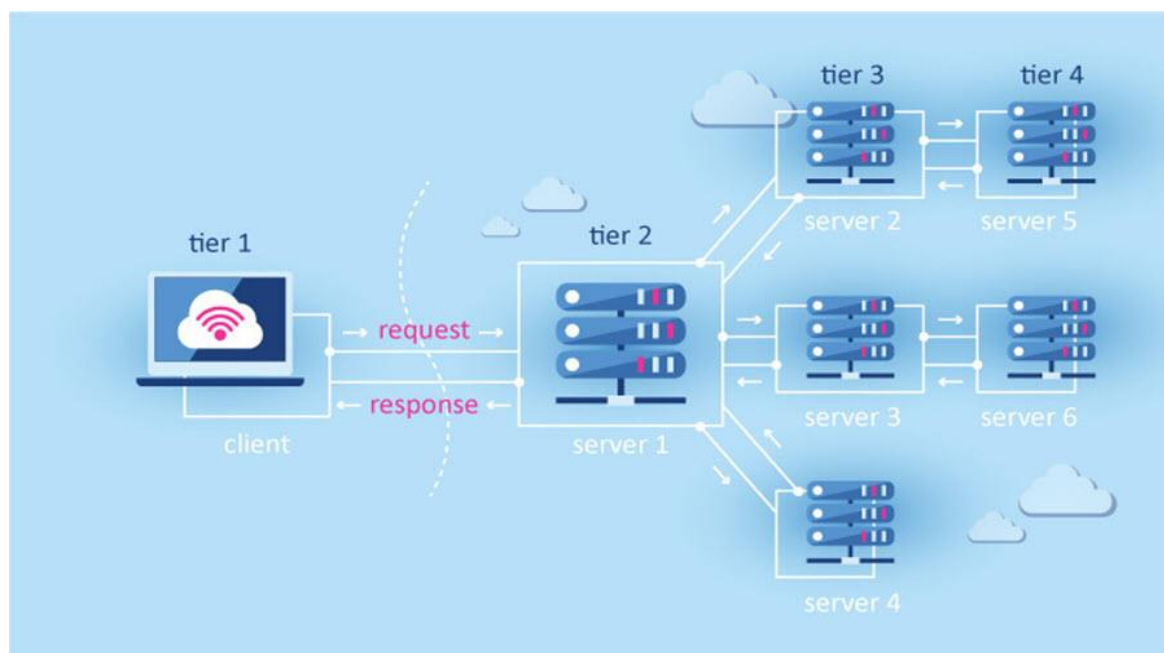 tier 3
tier 4
server 2
server 5
tier 1
tier 2
request
response
client
server 1
server 3
server 6
server 4